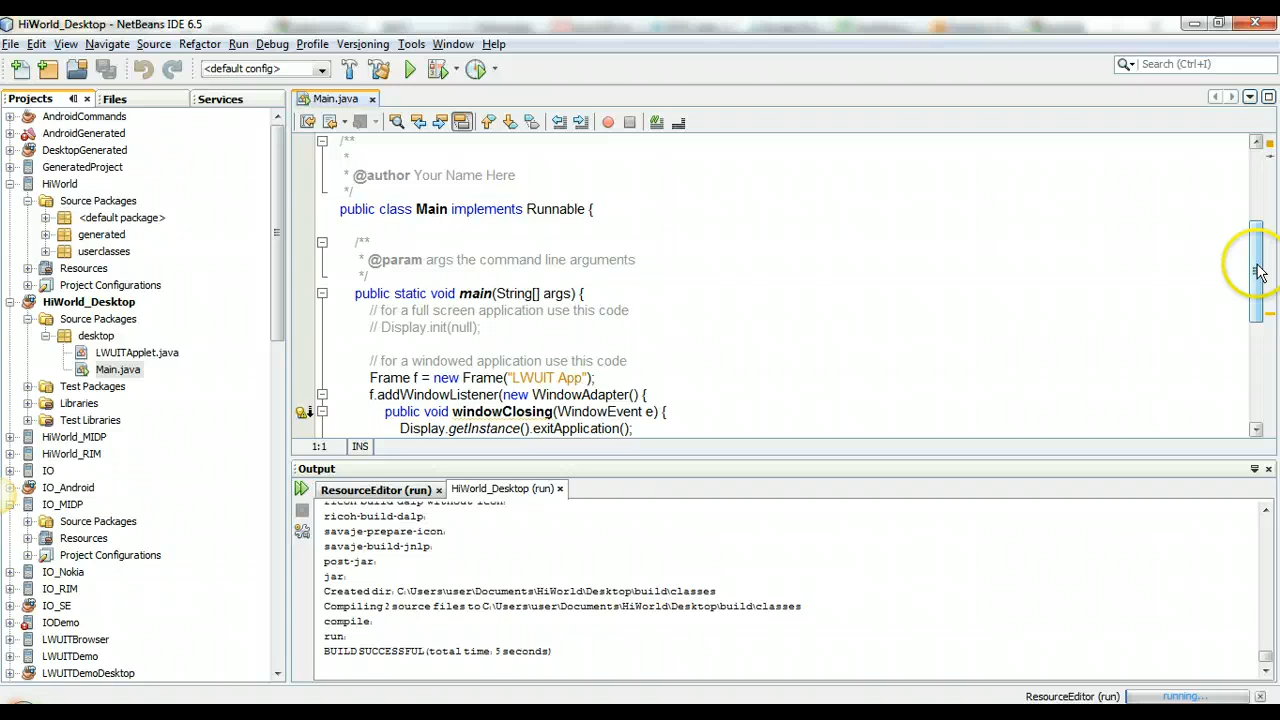 HiWorld_Desktop - NetBeans IDE 6.5
File Edit View Navigate Source Refactor Run Debug Profile Versioning Tools Window Help
<default config>
Search (Ctrl+I)
Projects
Files
Services
AndroidCommands
AndroidGenerated
DesktopGenerated
GeneratedProject
HiWorld
Source Packages
<default package>
generated
userclasses
Resources
Project Configurations
HiWorld_Desktop
Source Packages
desktop
LWUITApplet.java
Main.java
Test Packages
Libraries
Test Libraries
HiWorld_MIDP
HiWorld_RIM
IO
IO_Android
IO_MIDP
Source Packages
Resources
Project Configurations
IO_Nokia
IO_RIM
IO_SE
IODemo
LWUITBrowser
LWUITDemo
LWUITDemoDesktop
Main.java
/**
*
* @author Your Name Here
*/
public class Main implements Runnable {
/**
* @param args the command line arguments
*/
public static void main(String[] args) {
// for a full screen application use this code
// Display.init(null);
// for a windowed application use this code
Frame f = new Frame("LWUIT App");
f.addWindowListener(new WindowAdapter() {
public void windowClosing(WindowEvent e) {
Display.getInstance().exitApplication();
1:1 INS
Output
ResourceEditor (run)
HiWorld_Desktop (run)
ricoh-build-dalp-without-icon:
ricoh-build-dalp:
savaje-prepare-icon:
savaje-build-jnlp:
post-jar:
jar:
Created dir: C:\Users\user\Documents\HiWorld\Desktop\build\classes
Compiling 2 source files to C:\Users\user\Documents\HiWorld\Desktop\build\classes
compile:
run:
BUILD SUCCESSFUL (total time: 5 seconds)
ResourceEditor (run)
running...